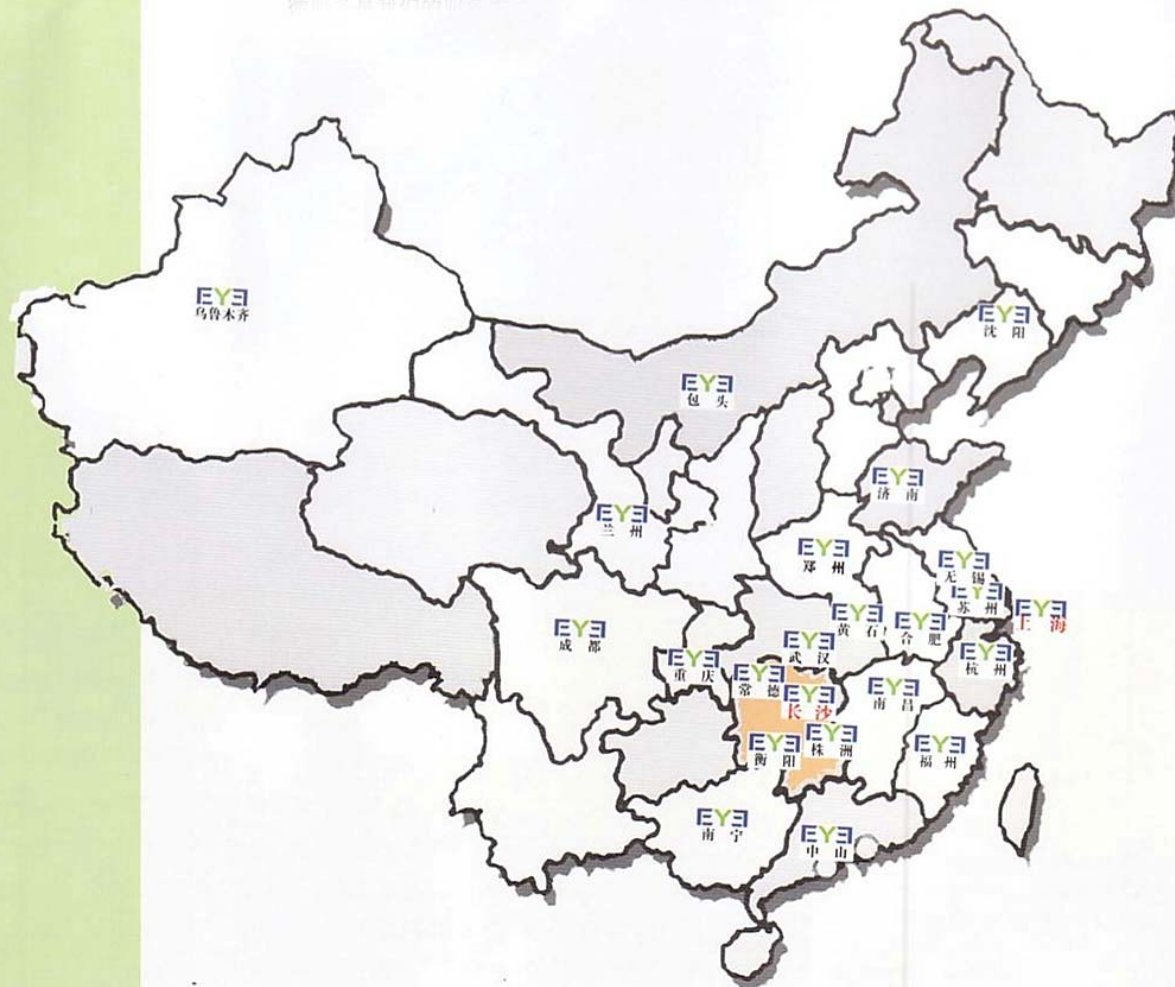 EYE
乌鲁木齐
EYE
沈 阳
EYE
包 头
EYE
济 南
EYE
兰 州
EYE
郑 州
EYE
无 锡
EYE
苏 州
EYE
上 海
EYE
黄 石
EYE
合 肥
EYE
成 都
EYE
武 汉
EYE
杭 州
EYE
重 庆
EYE
常 德
EYE
长 沙
EYE
南 昌
EYE
株 洲
EYE
衡 阳
EYE
福 州
EYE
南 宁
EYE
中 山